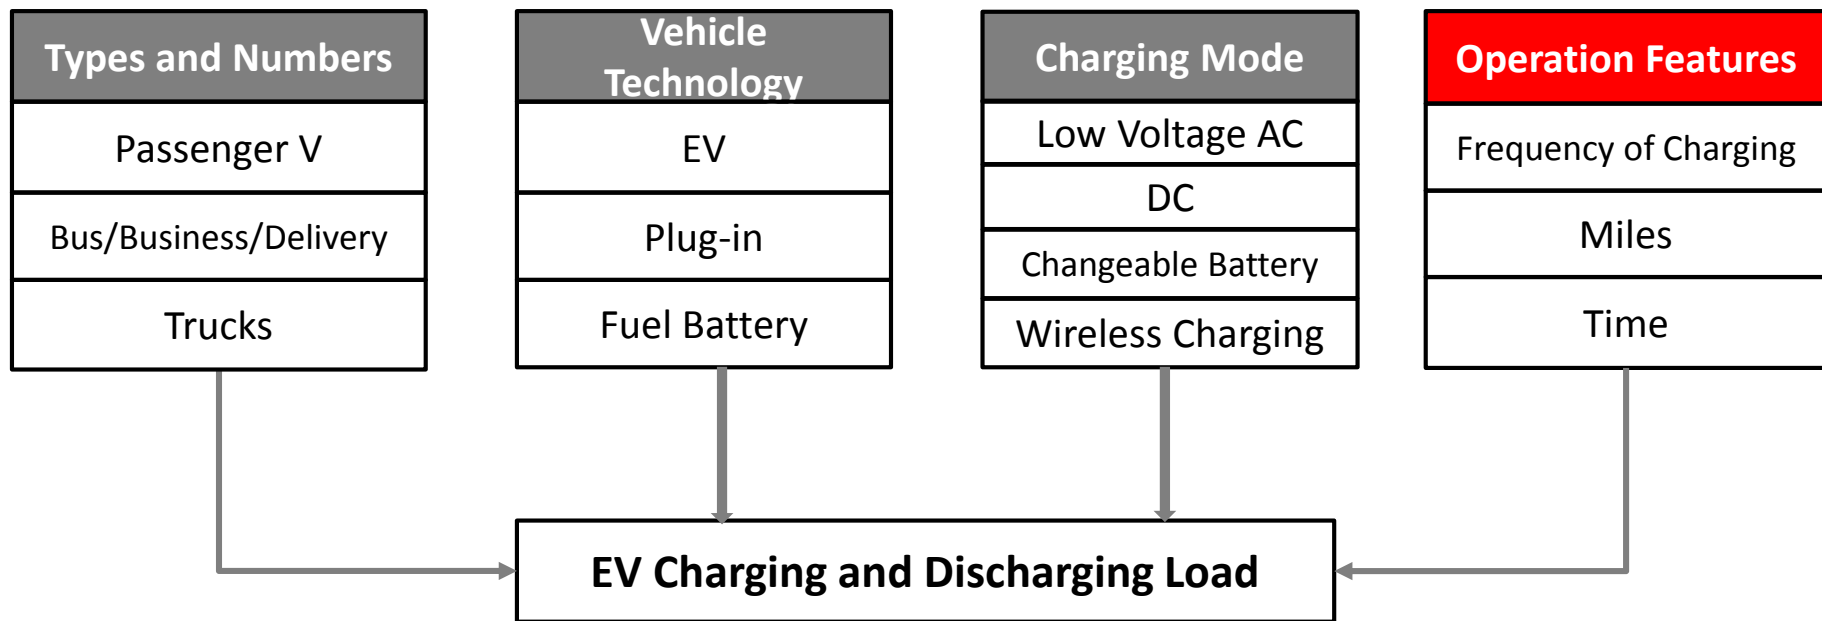 Types and Numbers
Passenger V
Bus/Business/Delivery
Trucks
Vehicle
Technology
EV
Plug-in
Fuel Battery
Charging Mode
Low Voltage AC
DC
Changeable Battery
Wireless Charging
Operation Features
Frequency of Charging
Miles
Time
EV Charging and Discharging Load